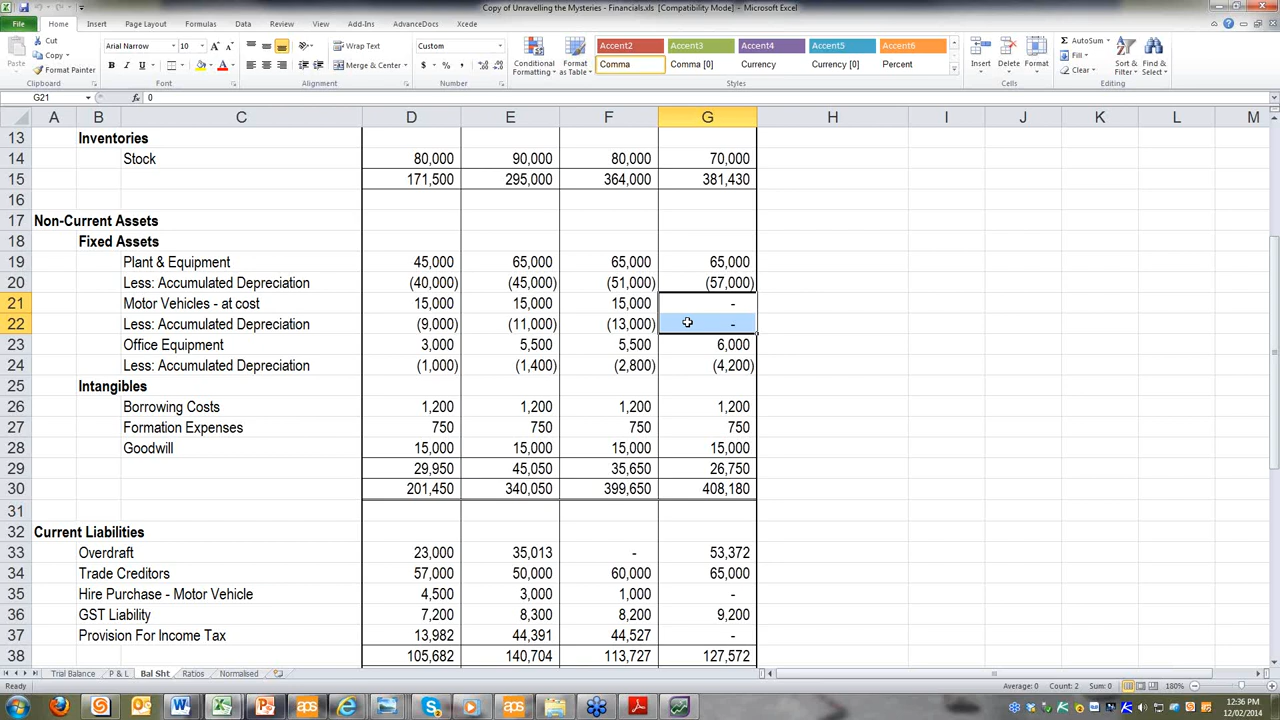 Copy of Unravelling the Mysteries - Financials.xls [Compatibility Mode] - Microsoft Excel
File Home Insert Page Layout Formulas Data Review View Add-Ins AdvanceDocs Xcede
Cut Arial Narrow 10 Wrap Text Custom Accent2 Accent3 Accent4 Accent5 Accent6 AutoSum
Copy Fill
Paste Format Painter Merge & Center Conditional Formatting Format as Table Comma Comma [0] Currency Currency [0] Percent Insert Delete Format Clear Sort & Filter Find & Select
Clipboard Font Alignment Number Styles Cells Editing
G21 fx 0
A B C D E F G H I J K L M
13 Inventories
14 Stock 80,000 90,000 80,000 70,000
15 171,500 295,000 364,000 381,430
16
17 Non-Current Assets
18 Fixed Assets
19 Plant & Equipment 45,000 65,000 65,000 65,000
20 Less: Accumulated Depreciation (40,000) (45,000) (51,000) (57,000)
21 Motor Vehicles - at cost 15,000 15,000 15,000 -
22 Less: Accumulated Depreciation (9,000) (11,000) (13,000) -
23 Office Equipment 3,000 5,500 5,500 6,000
24 Less: Accumulated Depreciation (1,000) (1,400) (2,800) (4,200)
25 Intangibles
26 Borrowing Costs 1,200 1,200 1,200 1,200
27 Formation Expenses 750 750 750 750
28 Goodwill 15,000 15,000 15,000 15,000
29 29,950 45,050 35,650 26,750
30 201,450 340,050 399,650 408,180
31
32 Current Liabilities
33 Overdraft 23,000 35,013 - 53,372
34 Trade Creditors 57,000 50,000 60,000 65,000
35 Hire Purchase - Motor Vehicle 4,500 3,000 1,000 -
36 GST Liability 7,200 8,300 8,200 9,200
37 Provision For Income Tax 13,982 44,391 44,527 -
38 105,682 140,704 113,727 127,572
Trial Balance P & L Bal Sht Ratios Normalised
Ready Average: 0 Count: 2 Sum: 0 180%
aps aps
12:36 PM
12/02/2014